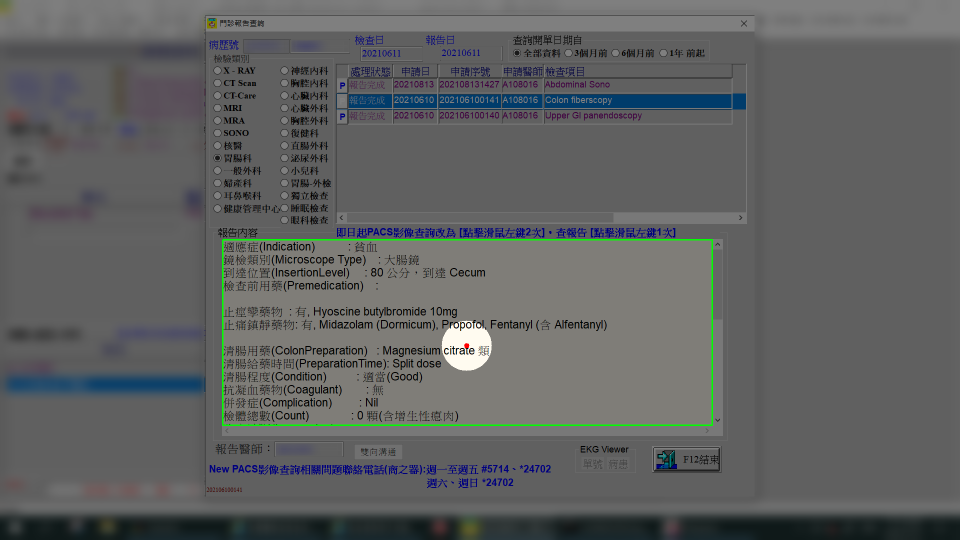 門診報告查詢
病歷號
檢查日
20210611
報告日
20210611
查詢開單日期自
全部資料 3個月前 6個月前 1年 前起
檢驗類別
X - RAY 神經內科
CT Scan 胸腔內科
CT-Care 心臟內科
MRI 心臟外科
MRA 胸腔外科
SONO 復健科
核醫 直腸外科
胃腸科 泌尿外科
一般外科 小兒科
婦產科 胃腸-外檢
耳鼻喉科 獨立檢查
健康管理中心 睡眠檢查
眼科檢查
處理狀態 申請日 申請序號 申請醫師 檢查項目
P 報告完成 20210813 202108131427 A108016 Abdominal Sono
報告完成 20210610 202106100141 A108016 Colon fiberscopy
P 報告完成 20210610 202106100140 A108016 Upper GI panendoscopy
報告內容
即日起PACS影像查詢改為 [點擊滑鼠左鍵2次]，查報告 [點擊滑鼠左鍵1次]
適應症(Indication) : 貧血
鏡檢類別(Microscope Type) : 大腸鏡
到達位置(InsertionLevel) : 80 公分，到達 Cecum
檢查前用藥(Premedication) :
止痙攣藥物 : 有, Hyoscine butylbromide 10mg
止痛鎮靜藥物: 有, Midazolam (Dormicum), Propofol, Fentanyl (含 Alfentanyl)
清腸用藥(ColonPreparation) : Magnesium citrate 類
清腸給藥時間(PreparationTime): Split dose
清腸程度(Condition) : 適當(Good)
抗凝血藥物(Coagulant) : 無
併發症(Complication) : Nil
檢體總數(Count) : 0 顆(含增生性瘜肉)
報告醫師：
雙向溝通
EKG Viewer
單號 病患
F12結束
New PACS影像查詢相關問題聯絡電話(商之器):週一至週五 #5714、*24702
週六、週日 *24702
202106100141